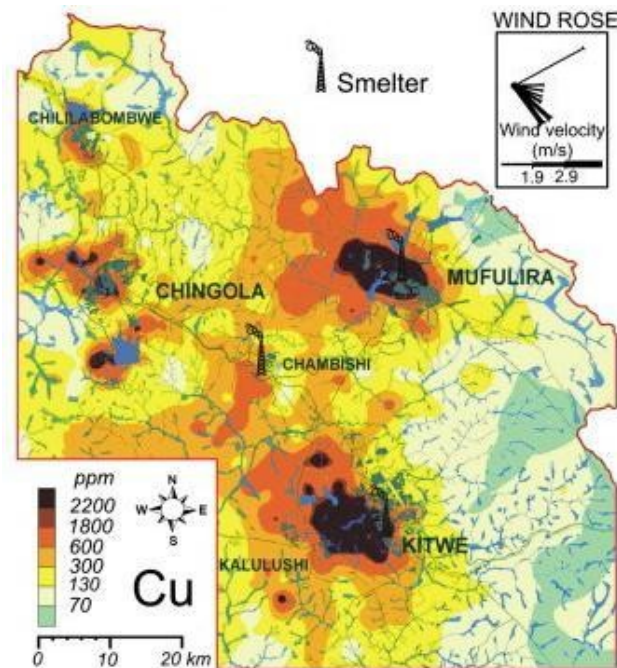 WIND ROSE
Smelter
Wind velocity
(m/s)
1.9 2.9
CHILILABOMBWE
CHINGOLA
MUFULIRA
CHAMBISHI
KITWE
KALULUSHI
ppm
2200
1800
600
300
130
70
N
W E
S
Cu
0 10 20 km